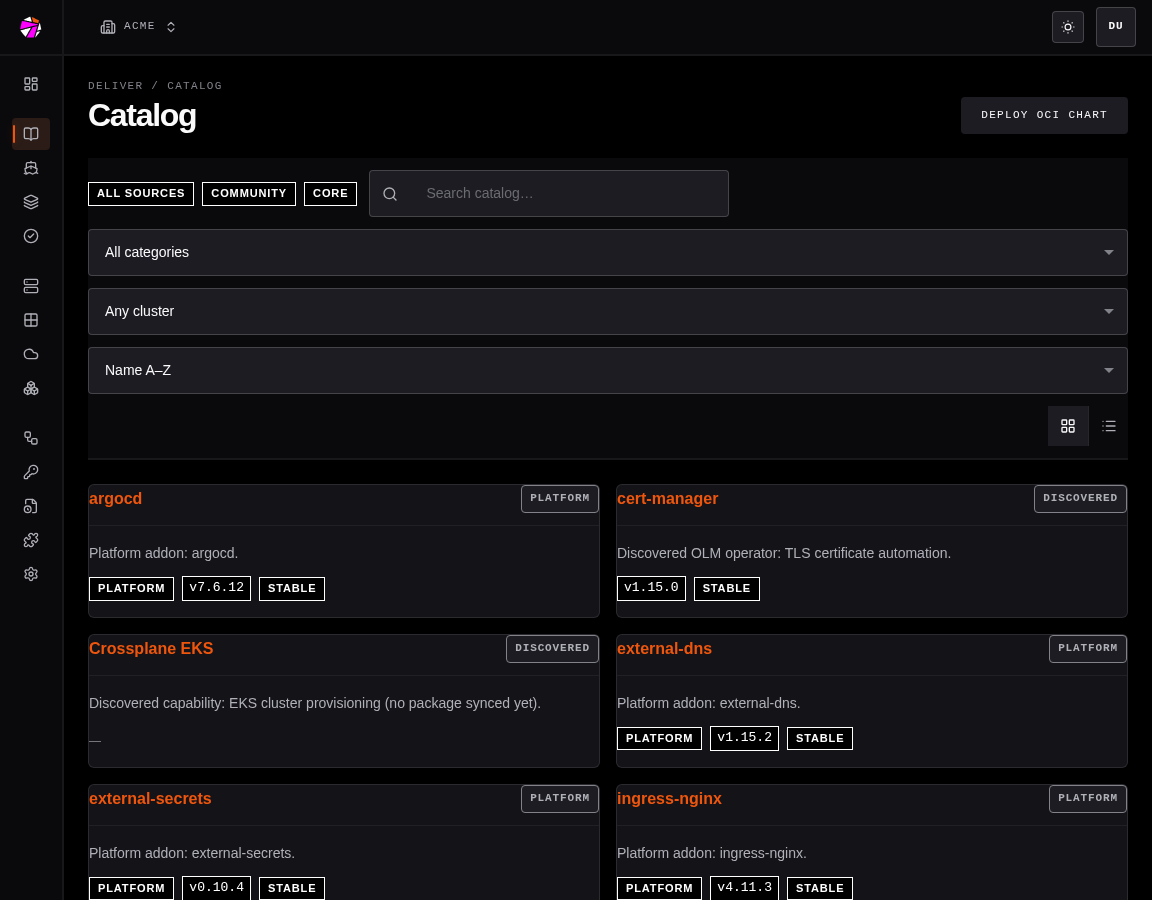 ACME
DU
DELIVER / CATALOG
Catalog
DEPLOY OCI CHART
ALL SOURCES COMMUNITY CORE Search catalog…
All categories
Any cluster
Name A–Z
argocd PLATFORM
Platform addon: argocd.
PLATFORM v7.6.12 STABLE
cert-manager DISCOVERED
Discovered OLM operator: TLS certificate automation.
v1.15.0 STABLE
Crossplane EKS DISCOVERED
Discovered capability: EKS cluster provisioning (no package synced yet).
—
external-dns PLATFORM
Platform addon: external-dns.
PLATFORM v1.15.2 STABLE
external-secrets PLATFORM
Platform addon: external-secrets.
PLATFORM v0.10.4 STABLE
ingress-nginx PLATFORM
Platform addon: ingress-nginx.
PLATFORM v4.11.3 STABLE